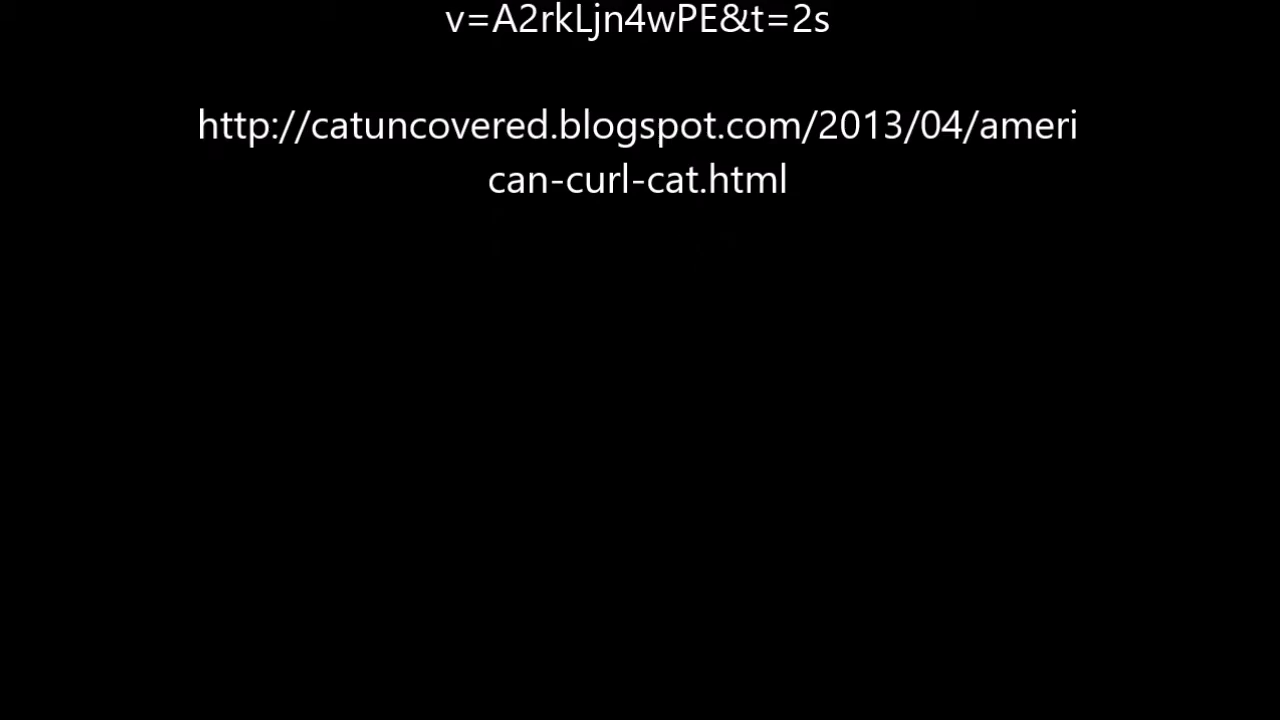 v=A2rkLjn4wPE&t=2s
http://catuncovered.blogspot.com/2013/04/ameri
can-curl-cat.html